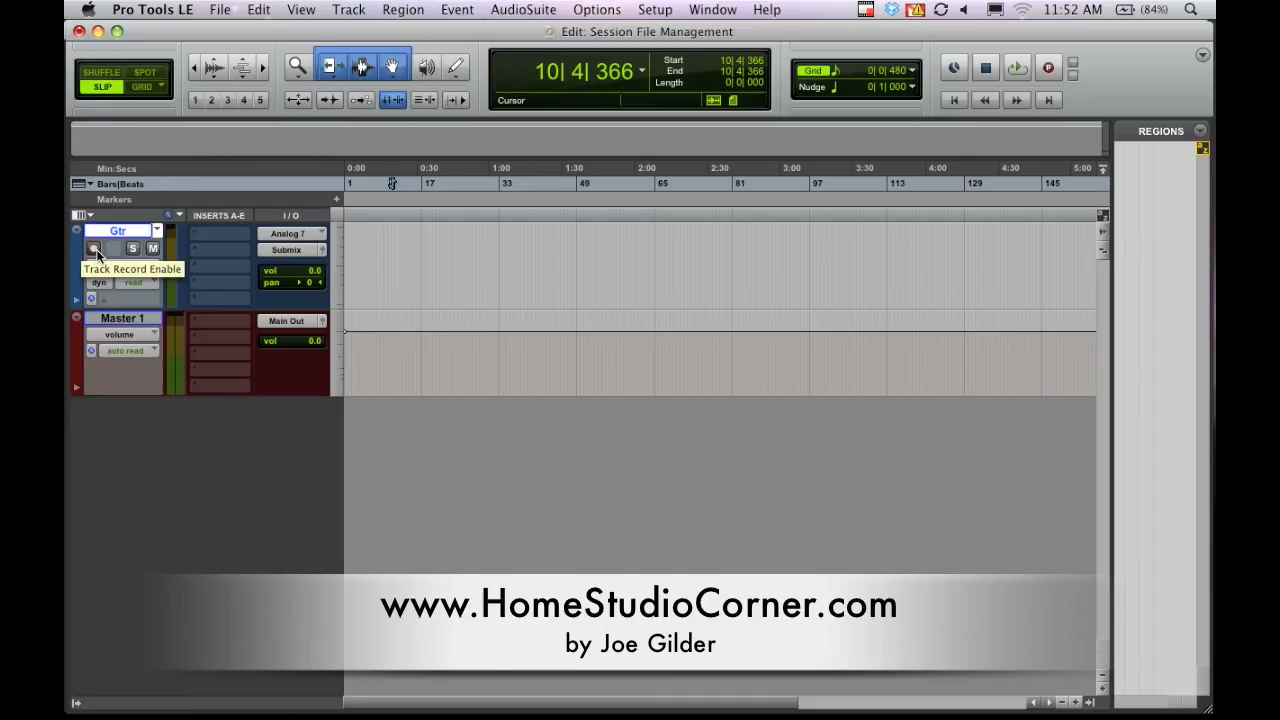 Pro Tools LE File Edit View Track Region Event AudioSuite Options Setup Window Help 11:52 AM (84%)
Edit: Session File Management
SHUFFLE SPOT
SLIP GRID
1 2 3 4 5
10| 4| 366
Start 10| 4| 366
End 10| 4| 366
Length 0| 0| 000
Cursor
Grid 0| 0| 480
Nudge 0| 1| 000
REGIONS
Min:Secs 0:00 0:30 1:00 1:30 2:00 2:30 3:00 3:30 4:00 4:30 5:00
Bars|Beats 1 17 33 49 65 81 97 113 129 145
Markers
INSERTS A-E I / O
Gtr Analog 7
S M Submix
Track Record Enable
vol 0.0
dyn read pan 0
Master 1 Main Out
volume vol 0.0
auto read
www.HomeStudioCorner.com
by Joe Gilder